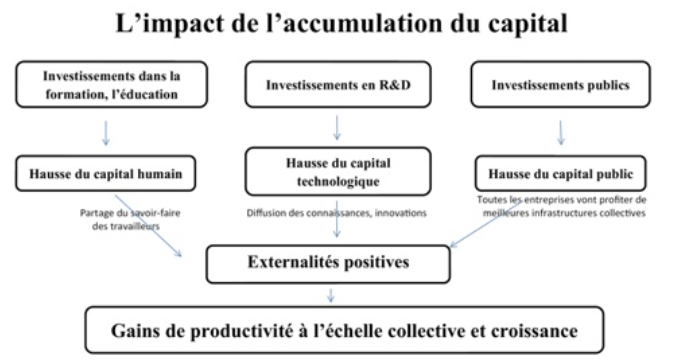 L’impact de l’accumulation du capital
Investissements dans la
formation, l’éducation
Investissements en R&D
Investissements publics
Hausse du capital humain
Hausse du capital
technologique
Hausse du capital public
Partage du savoir-faire
des travailleurs
Diffusion des connaissances, innovations
Toutes les entreprises vont profiter de
meilleures infrastructures collectives
Externalités positives
Gains de productivité à l’échelle collective et croissance